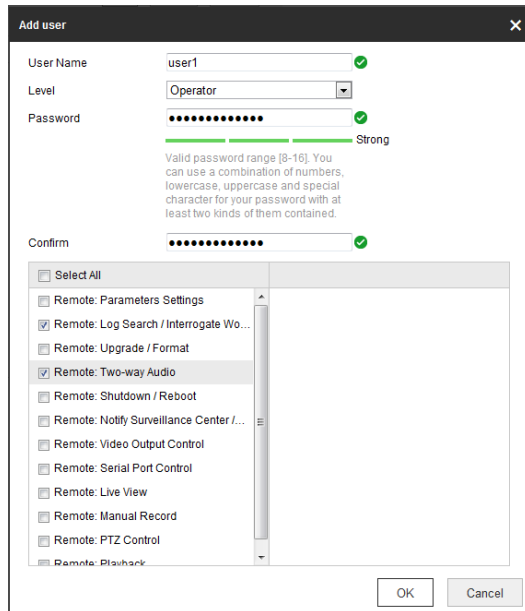 Add user
User Name user1
Level Operator
Password •••••••••••••
Strong
Valid password range [8-16]. You
can use a combination of numbers,
lowercase, uppercase and special
character for your password with at
least two kinds of them contained.
Confirm •••••••••••••
Select All
Remote: Parameters Settings
Remote: Log Search / Interrogate Wo...
Remote: Upgrade / Format
Remote: Two-way Audio
Remote: Shutdown / Reboot
Remote: Notify Surveillance Center /...
Remote: Video Output Control
Remote: Serial Port Control
Remote: Live View
Remote: Manual Record
Remote: PTZ Control
Remote: Playback
OK Cancel